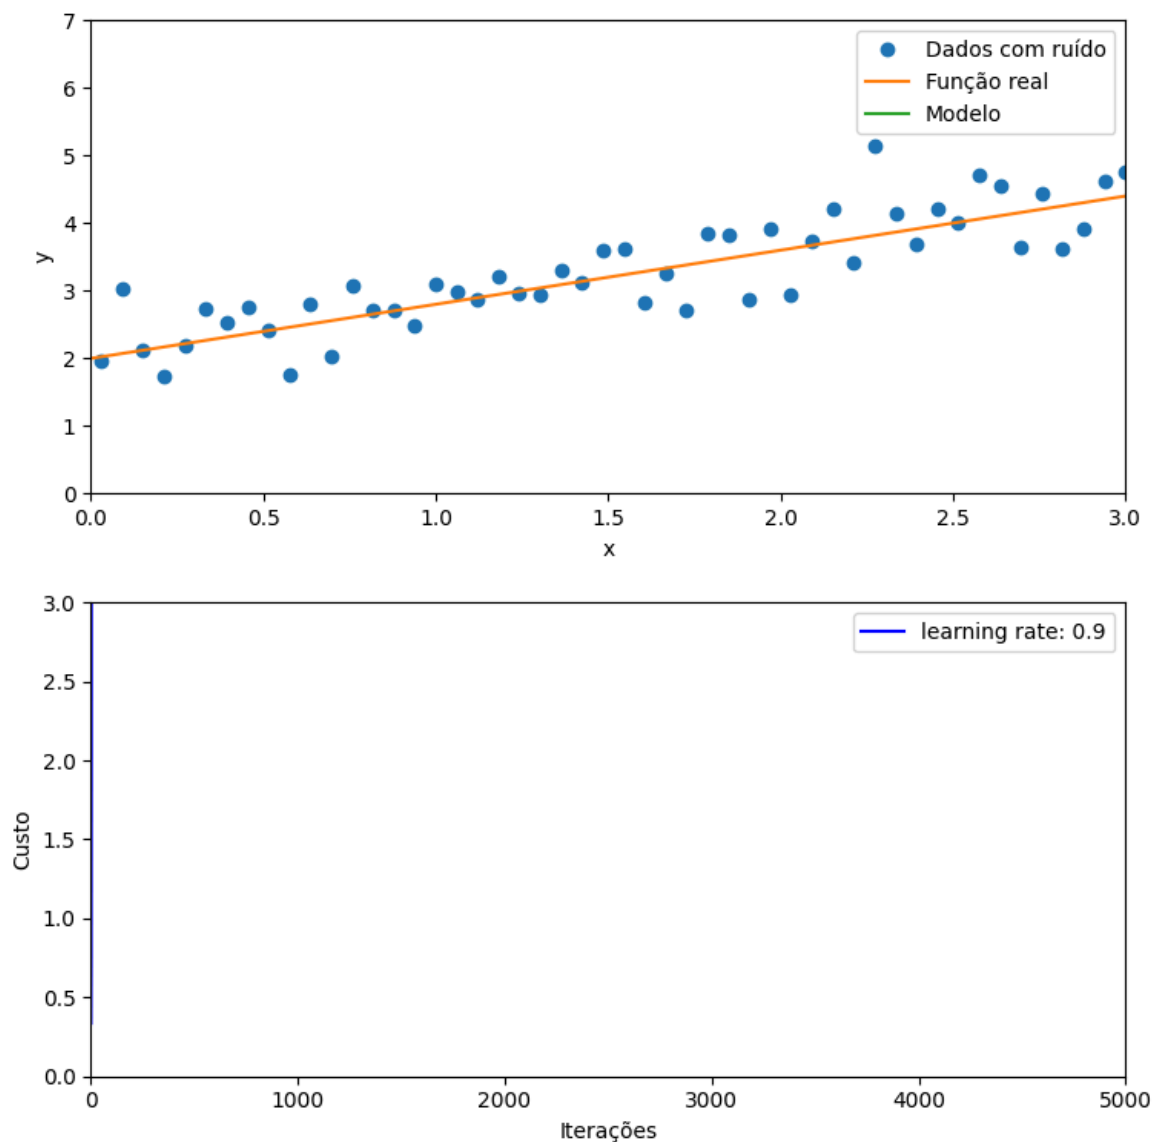 7
6
5
4
3
2
1
0
y
Dados com ruído
Função real
Modelo
0.0 0.5 1.0 1.5 2.0 2.5 3.0
x
3.0
2.5
2.0
1.5
1.0
0.5
0.0
Custo
learning rate: 0.9
0 1000 2000 3000 4000 5000
Iterações